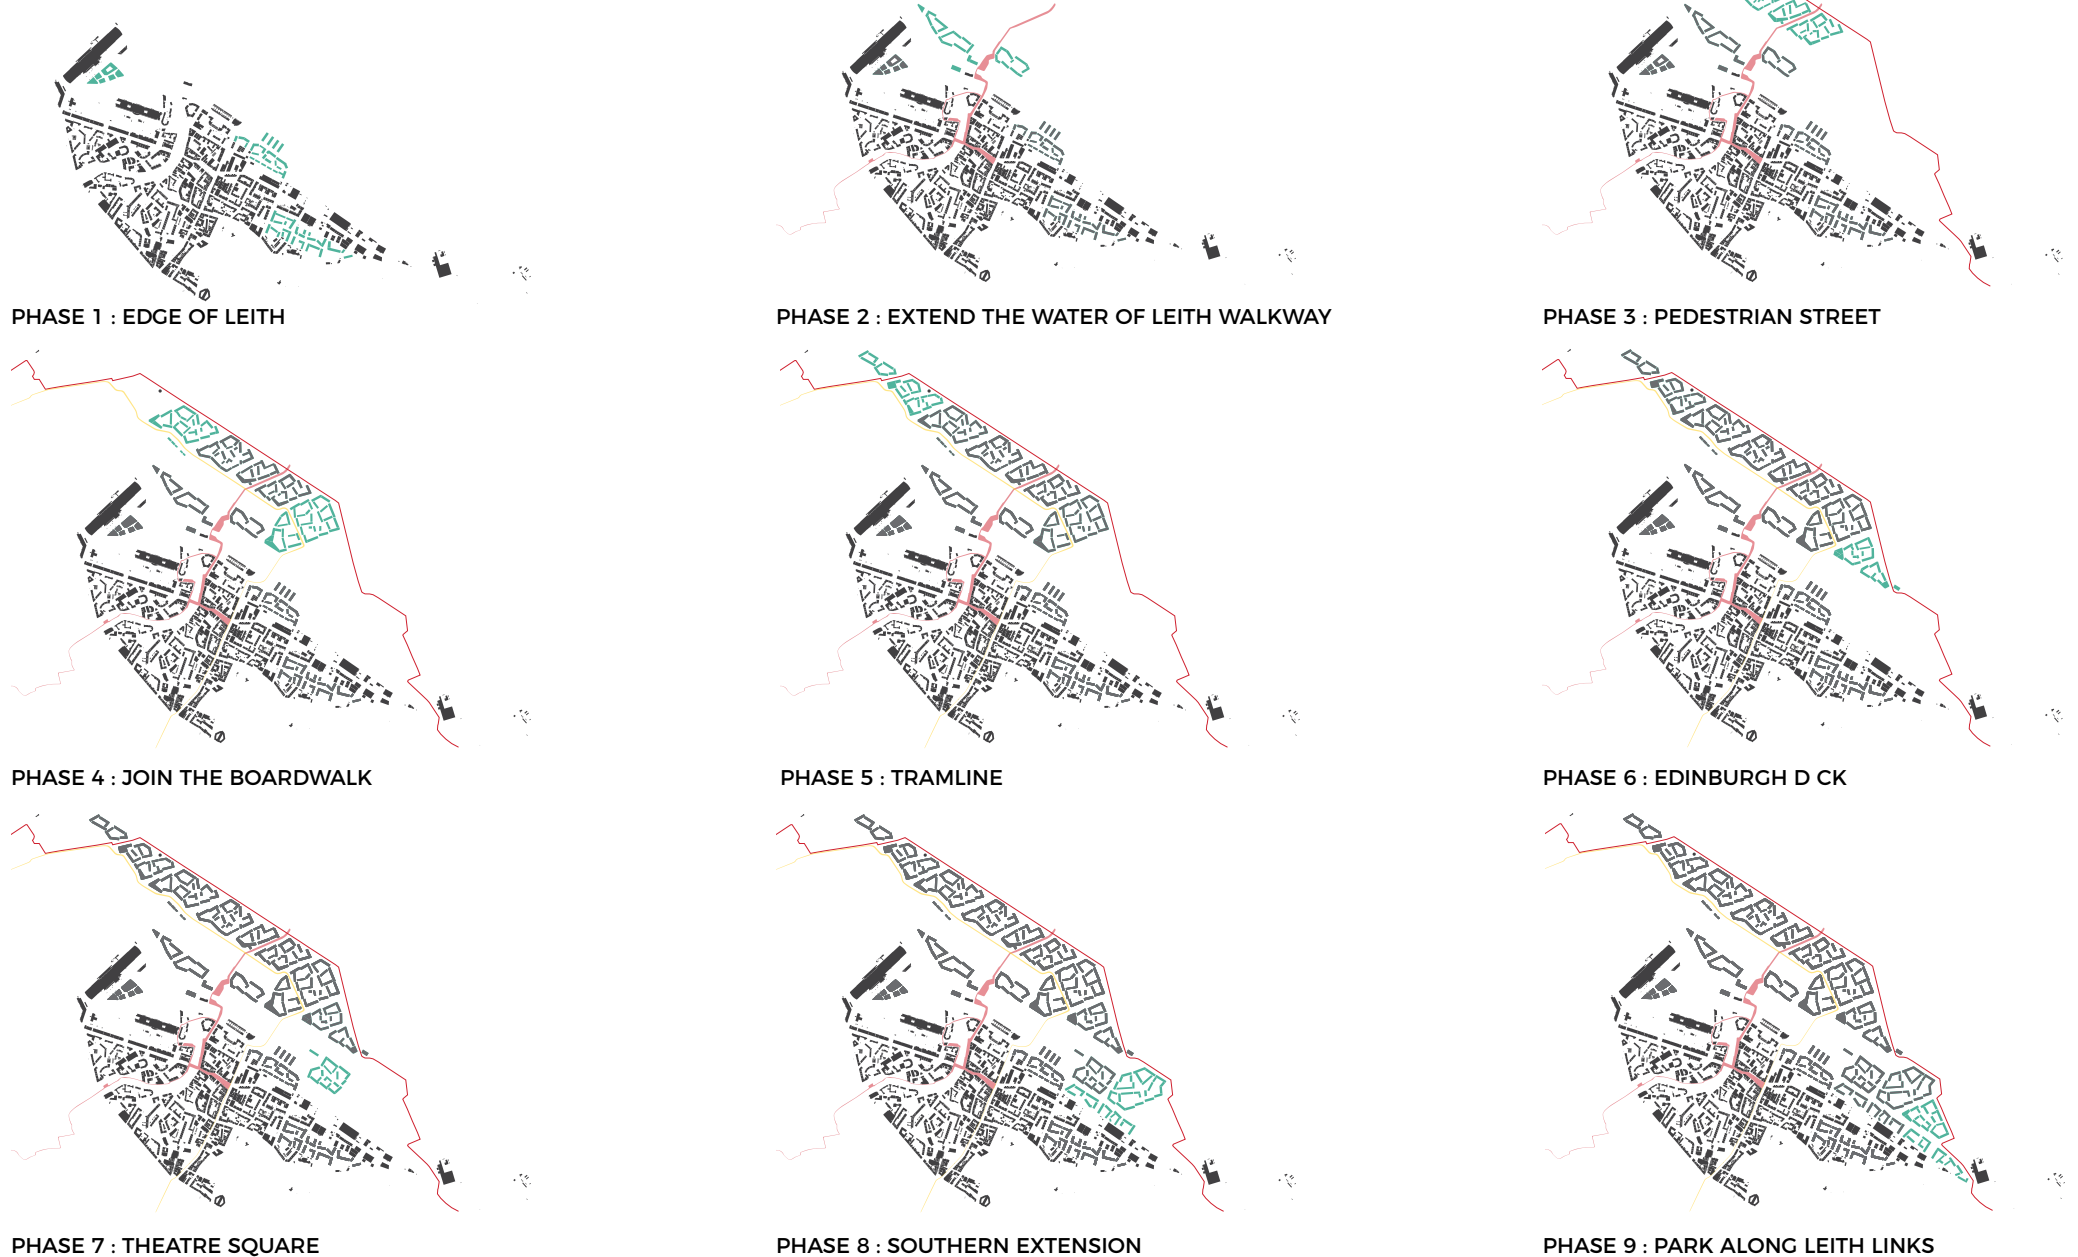 PHASE 1 : EDGE OF LEITH
PHASE 2 : EXTEND THE WATER OF LEITH WALKWAY
PHASE 3 : PEDESTRIAN STREET
PHASE 4 : JOIN THE BOARDWALK
PHASE 5 : TRAMLINE
PHASE 6 : EDINBURGH D CK
PHASE 7 : THEATRE SQUARE
PHASE 8 : SOUTHERN EXTENSION
PHASE 9 : PARK ALONG LEITH LINKS